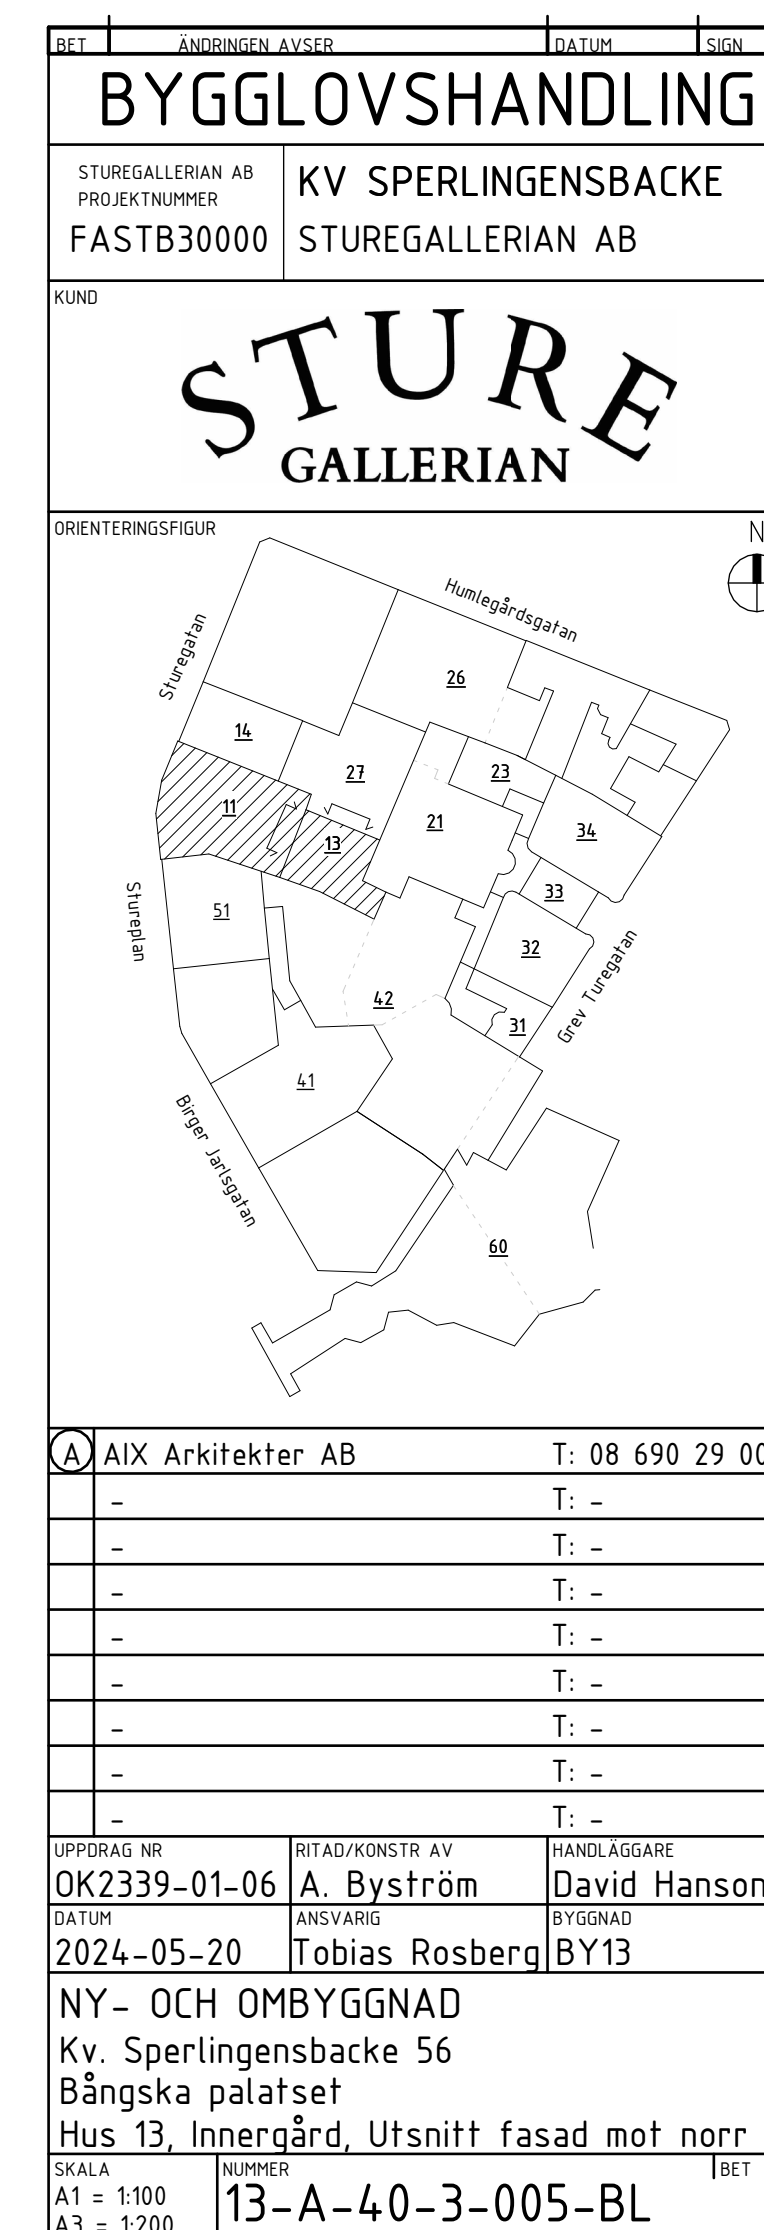 BET ÄNDRINGEN AVSER DATUM SIGN
BYGGLOVSHANDLING
STUREGALLERIAN AB
PROJEKTNUMMER
FASTB30000
KV SPERLINGENSBACKE
STUREGALLERIAN AB
KUND
STURE
GALLERIAN
ORIENTERINGSFIGUR
N
Humlegårdsgatan
Sturegatan
26
14
27
23
11
21
13
34
33
51
32
Stureplan
Grev Turegatan
42
31
41
Birger Jarlsgatan
60
A AIX Arkitekter AB T: 08 690 29 00
- T: -
- T: -
- T: -
- T: -
- T: -
- T: -
- T: -
- T: -
UPPDRAG NR RITAD/KONSTR AV HANDLÄGGARE
OK2339-01-06 A. Byström David Hanson
DATUM ANSVARIG BYGGNAD
2024-05-20 Tobias Rosberg BY13
NY- OCH OMBYGGNAD
Kv. Sperlingensbacke 56
Bångska palatset
Hus 13, Innergård, Utsnitt fasad mot norr
SKALA NUMMER BET
A1 = 1:100
13-A-40-3-005-BL
A3 = 1:200